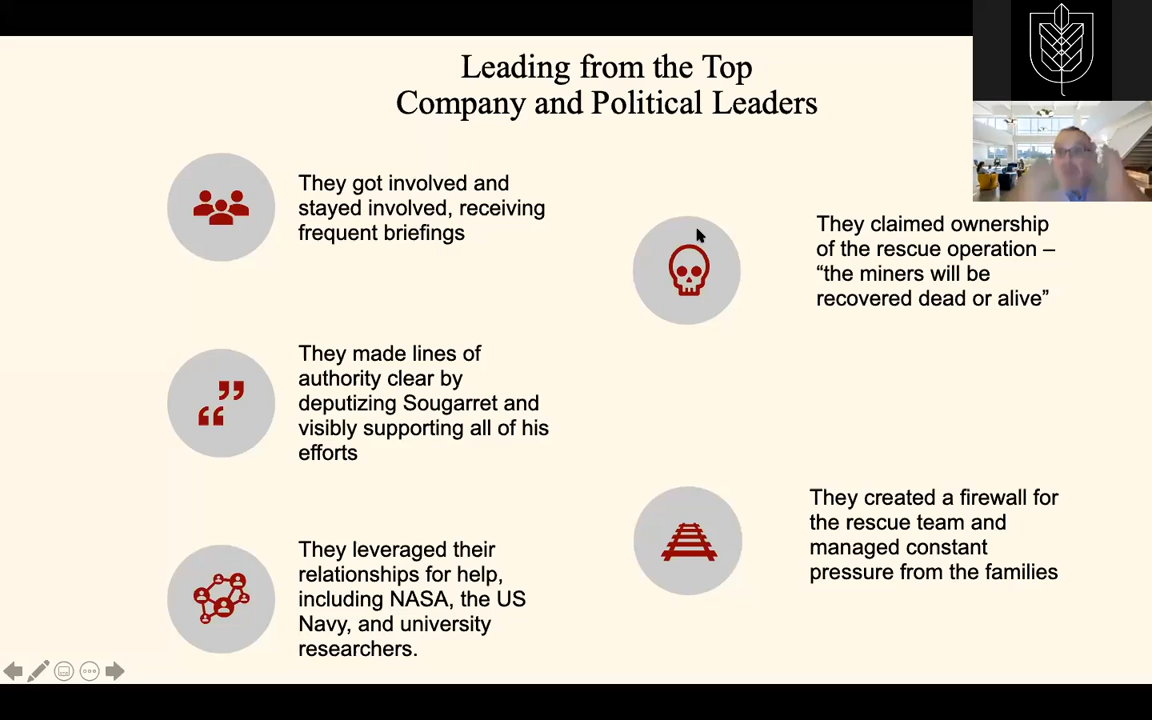 Leading from the Top
Company and Political Leaders
They got involved and
stayed involved, receiving
frequent briefings
They claimed ownership
of the rescue operation –
“the miners will be
recovered dead or alive”
They made lines of
authority clear by
deputizing Sougarret and
visibly supporting all of his
efforts
They created a firewall for
the rescue team and
managed constant
pressure from the families
They leveraged their
relationships for help,
including NASA, the US
Navy, and university
researchers.